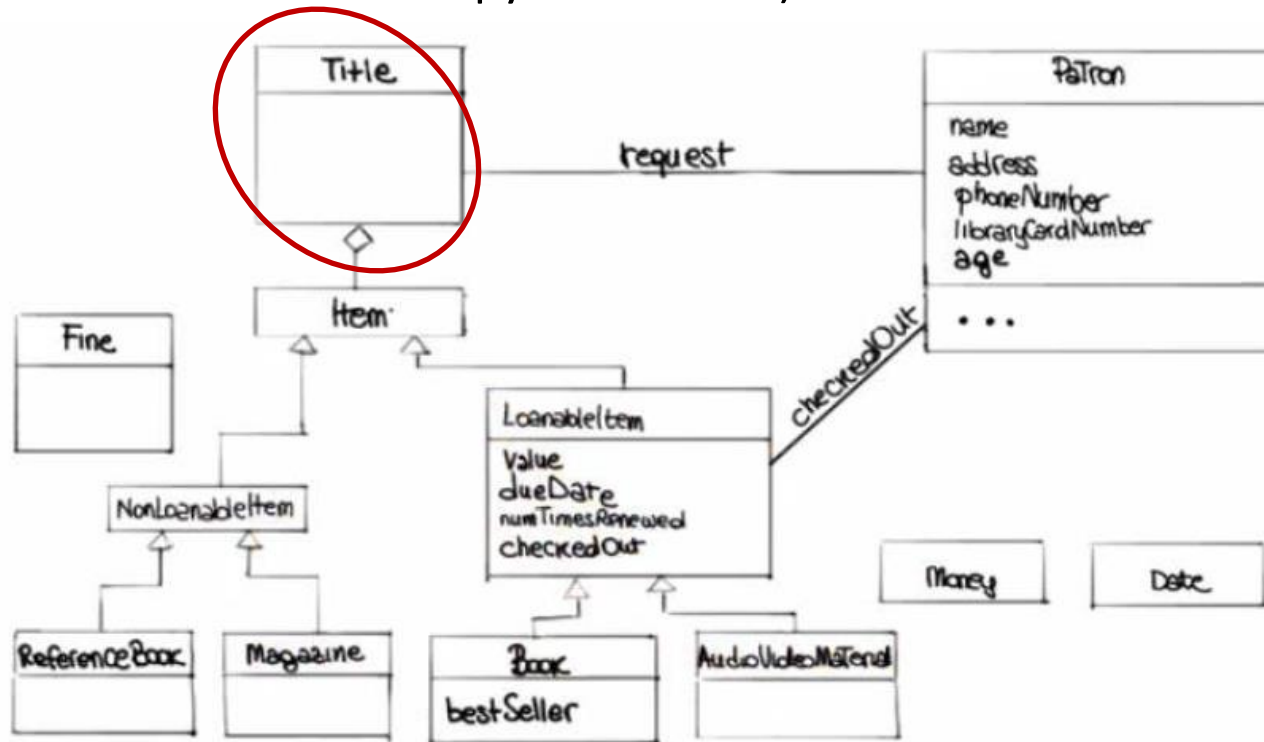 Title
PaTron
name
address
phoneNumber
libraryCardNumber
age
...
request
Item
Fine
checkedOut
LoanableItem
Value
dueDate
numTimesRenewed
checkedOut
NonLoanableItem
Money
Date
ReferenceBook
Magazine
Book
bestSeller
AudioVideoMaterial